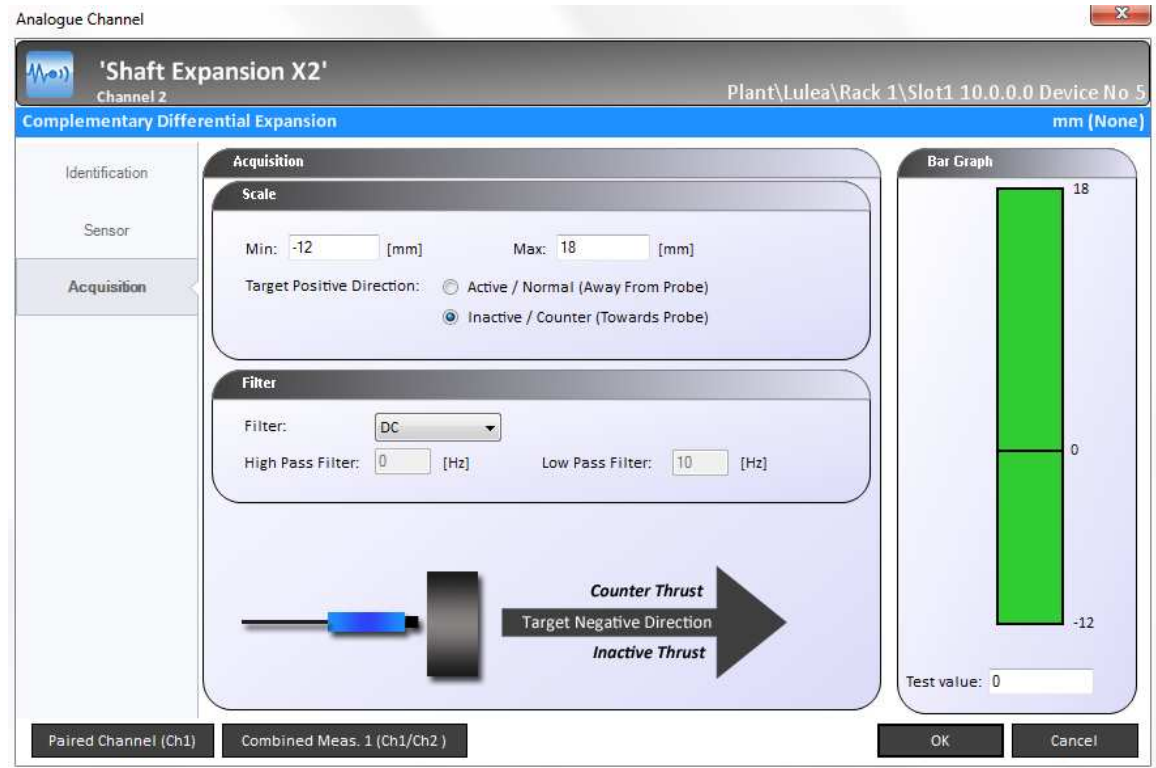 Analogue Channel
'Shaft Expansion X2'
Channel 2
Plant\Lulea\Rack 1\Slot1 10.0.0.0 Device No 5
Complementary Differential Expansion
mm (None)
Identification
Sensor
Acquisition
Acquisition
Scale
Min: -12 [mm] Max: 18 [mm]
Target Positive Direction: Active / Normal (Away From Probe)
Inactive / Counter (Towards Probe)
Filter
Filter: DC
High Pass Filter: 0 [Hz] Low Pass Filter: 10 [Hz]
Counter Thrust
Target Negative Direction
Inactive Thrust
Bar Graph
18
0
-12
Test value: 0
Paired Channel (Ch1)
Combined Meas. 1 (Ch1/Ch2 )
OK
Cancel